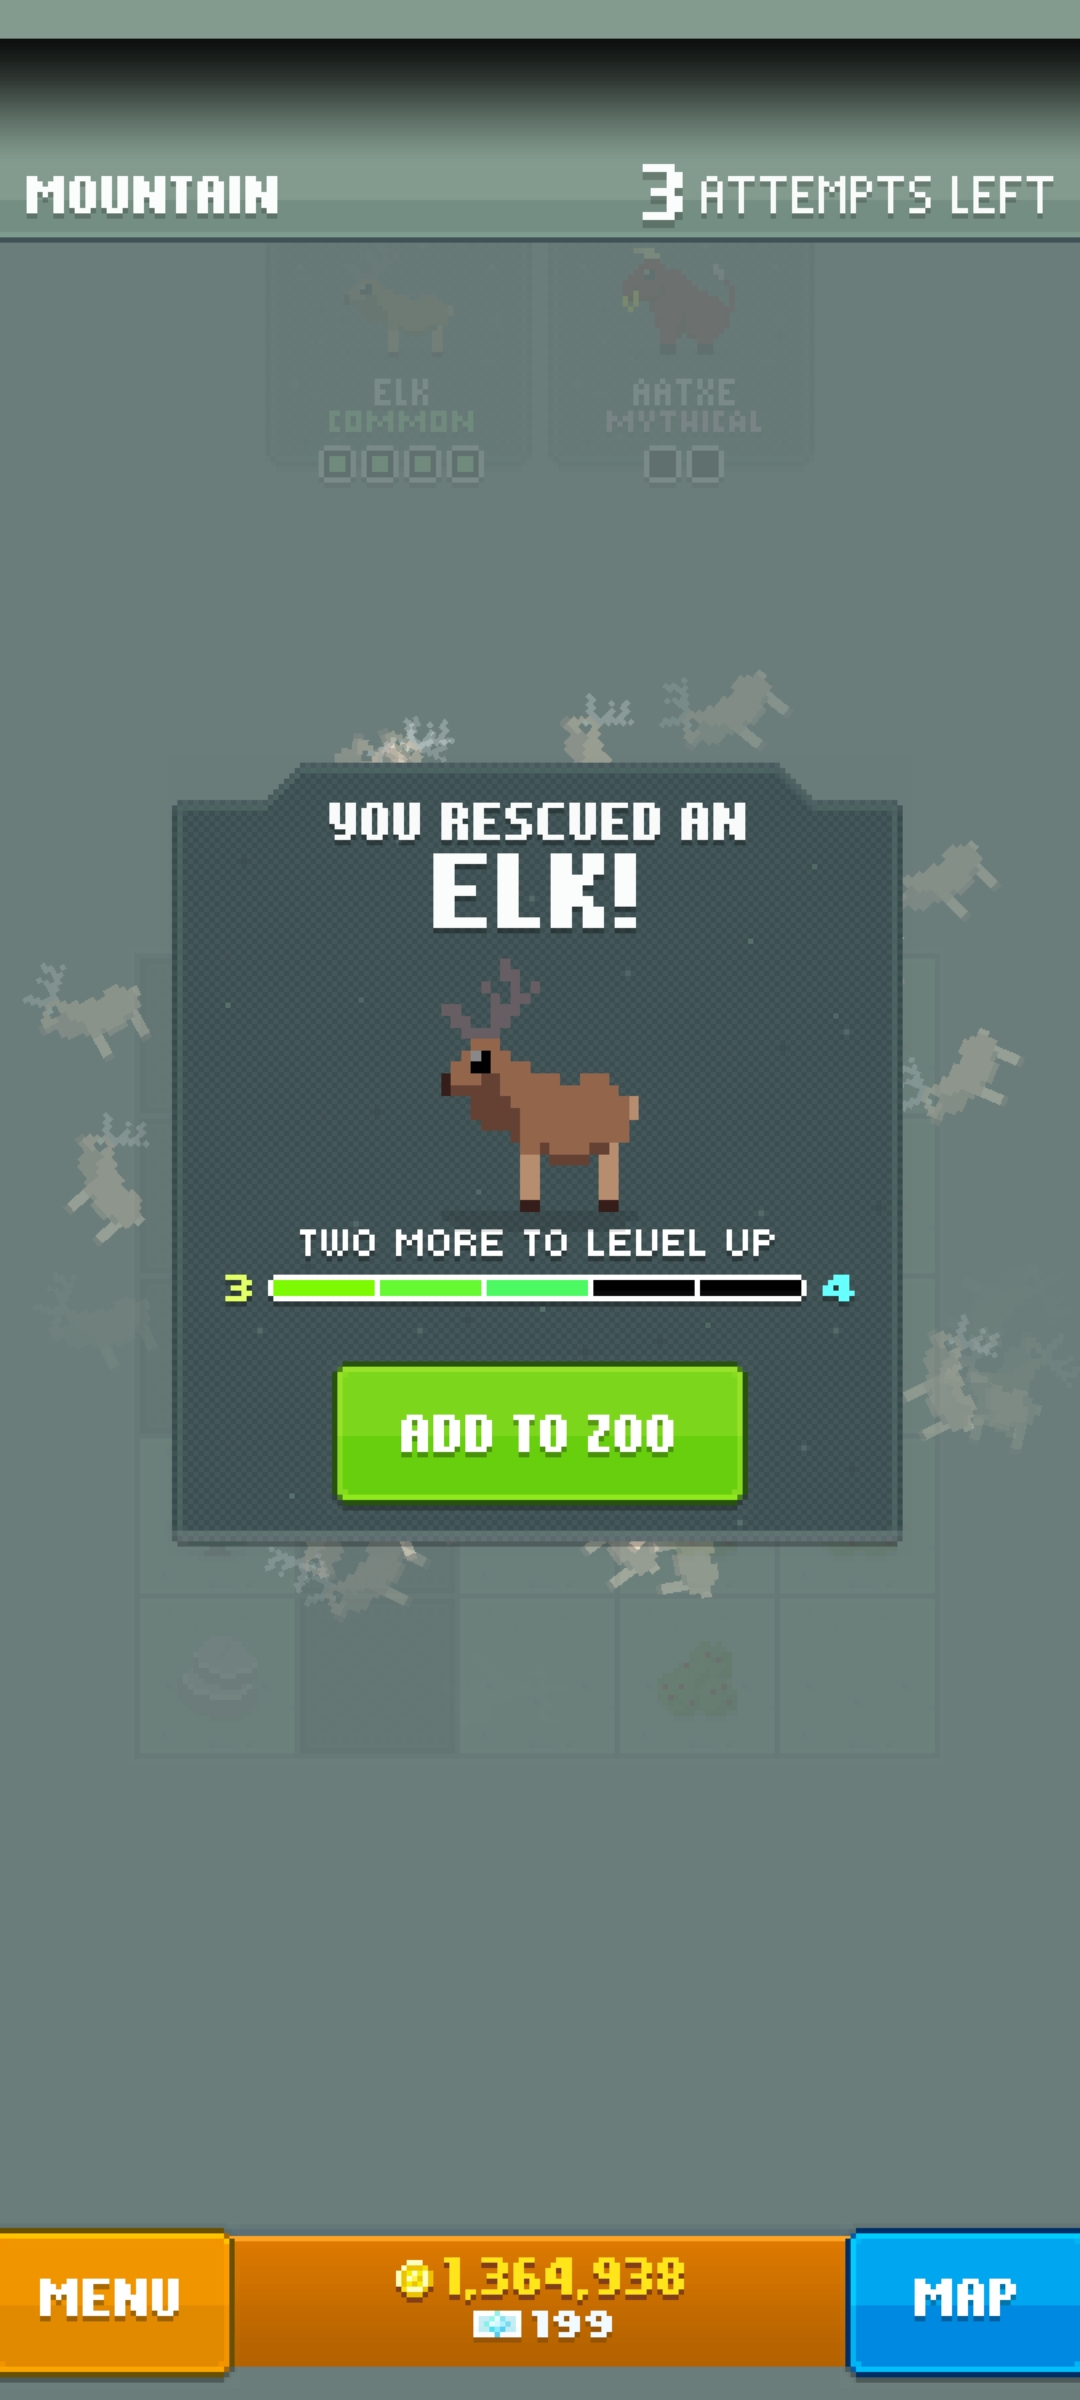 MOUNTAIN
3 ATTEMPTS LEFT
ELK
COMMON
AATXE
MYTHICAL
YOU RESCUED AN
ELK!
TWO MORE TO LEVEL UP
3
4
ADD TO ZOO
MENU
1,364,938
199
MAP